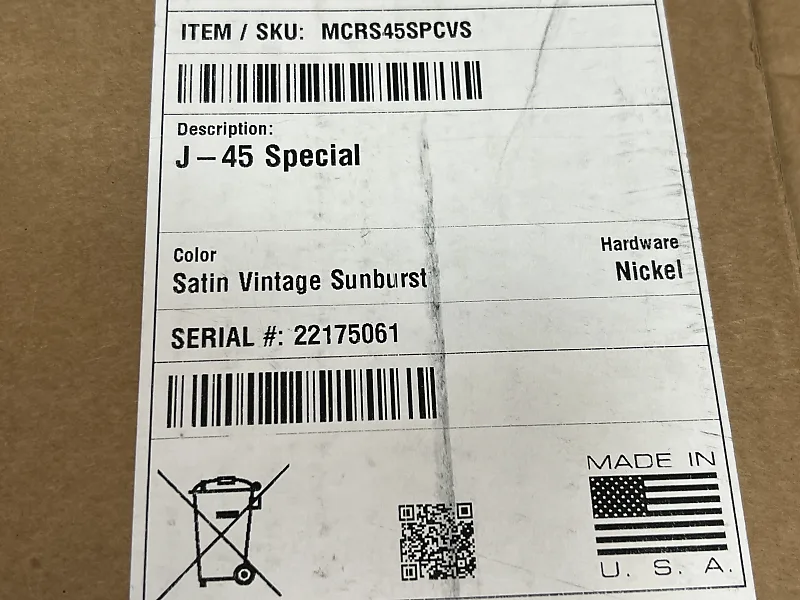 ITEM / SKU: MCRS45SPCVS
Description:
J – 45 Special
Color
Hardware
Satin Vintage Sunburst
Nickel
SERIAL #: 22175061
MADE IN
U. S. A.